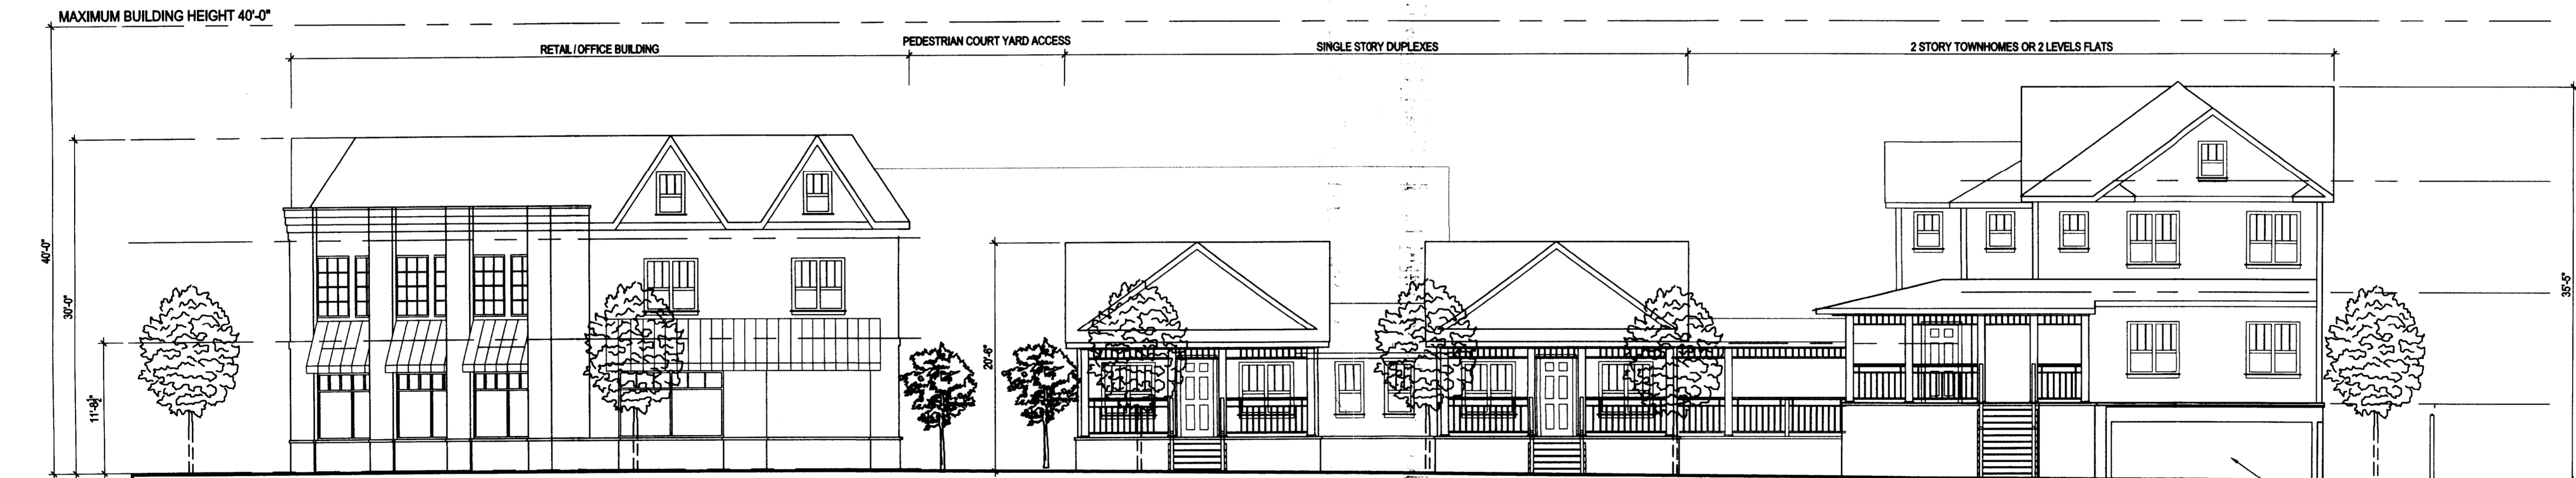 MAXIMUM BUILDING HEIGHT 40'-0"
RETAIL / OFFICE BUILDING
PEDESTRIAN COURT YARD ACCESS
SINGLE STORY DUPLEXES
2 STORY TOWNHOMES OR 2 LEVELS FLATS
40'-0"
30'-0"
11'-8½"
20'-6"
35'-5"